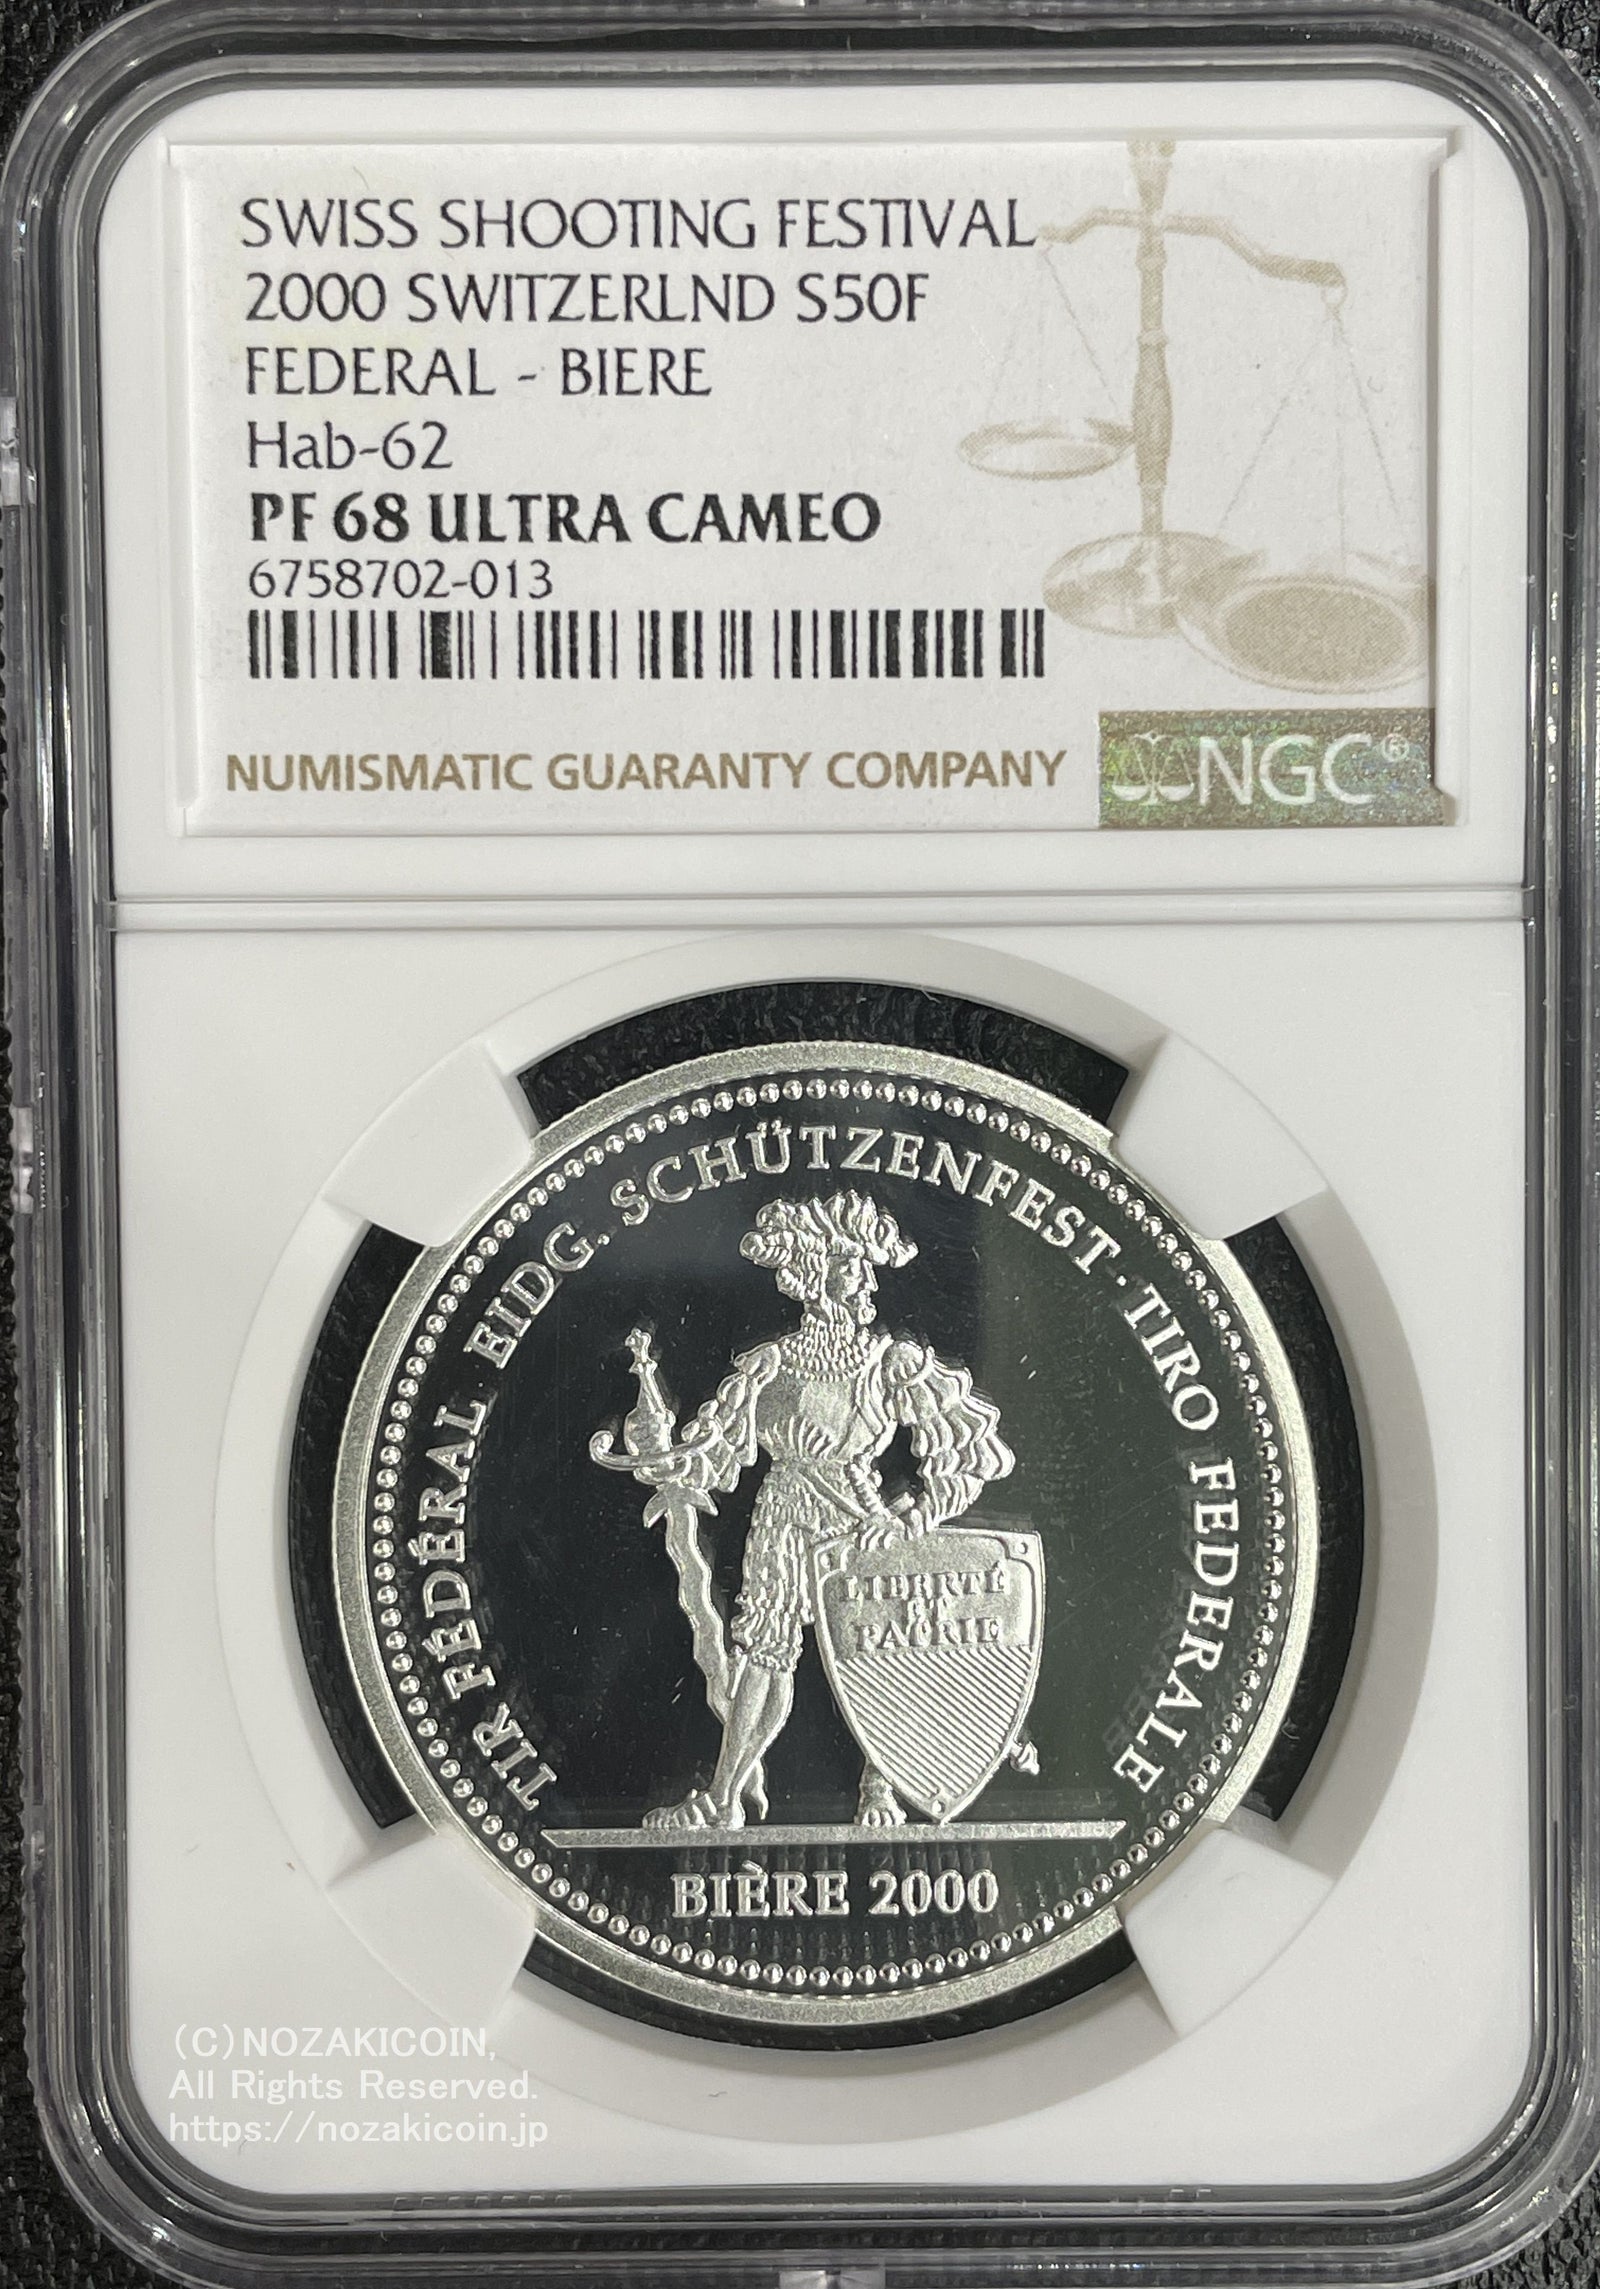 SWISS SHOOTING FESTIVAL
2000 SWITZERLND S50F
FEDERAL - BIERE
Hab-62
PF 68 ULTRA CAMEO
6758702-013
NUMISMATIC GUARANTY COMPANY
NGC®
TIR FÉDÉRAL EIDG. SCHÜTZENFEST · TIRO FEDERALE
LIBERTÉ
ET
PATRIE
BIÈRE 2000
(C)NOZAKICOIN,
All Rights Reserved.
https://nozakicoin.jp